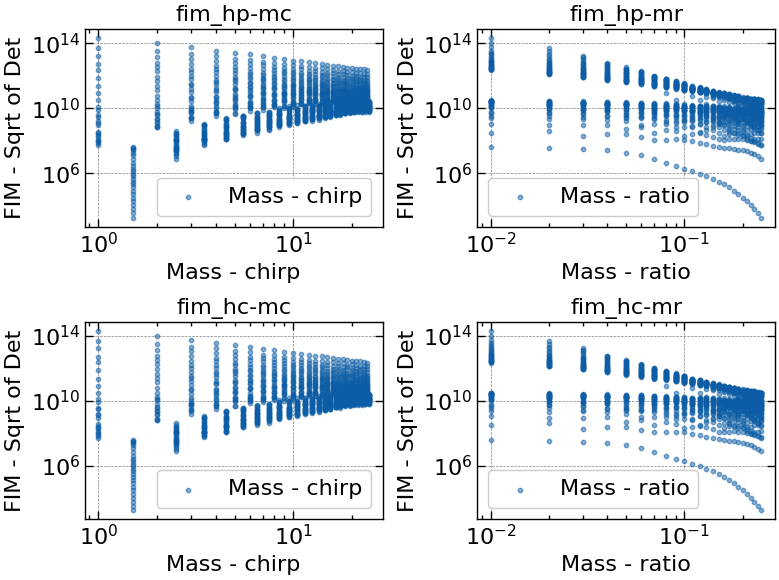 fim_hp-mc
FIM - Sqrt of Det
10^14
10^10
10^6
Mass - chirp
10^0
10^1
Mass - chirp
fim_hp-mr
FIM - Sqrt of Det
10^14
10^10
10^6
Mass - ratio
10^−2
10^−1
Mass - ratio
fim_hc-mc
FIM - Sqrt of Det
10^14
10^10
10^6
Mass - chirp
10^0
10^1
Mass - chirp
fim_hc-mr
FIM - Sqrt of Det
10^14
10^10
10^6
Mass - ratio
10^−2
10^−1
Mass - ratio